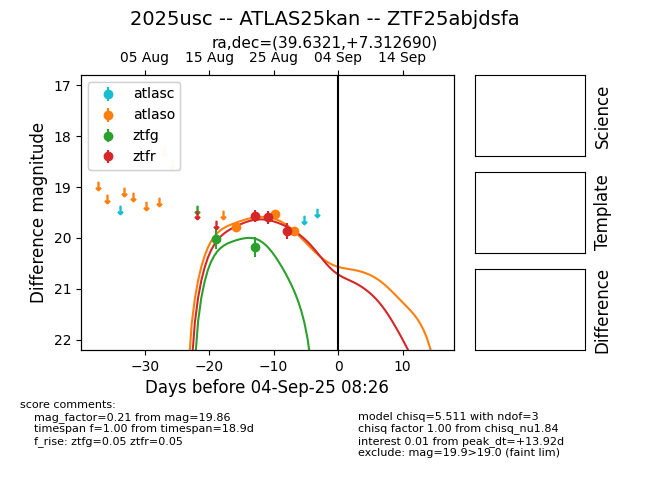 2025usc -- ATLAS25kan -- ZTF25abjdsfa
ra,dec=(39.6321,+7.312690)
05 Aug 15 Aug 25 Aug 04 Sep 14 Sep
atlasc
atlaso
ztfg
ztfr
17
18
19
20
21
22
Difference magnitude
−30 −20 −10 0 10
Days before 04-Sep-25 08:26
Science
Template
Difference
score comments:
mag_factor=0.21 from mag=19.86
timespan f=1.00 from timespan=18.9d
f_rise: ztfg=0.05 ztfr=0.05
model chisq=5.511 with ndof=3
chisq factor 1.00 from chisq_nu1.84
interest 0.01 from peak_dt=+13.92d
exclude: mag=19.9>19.0 (faint lim)